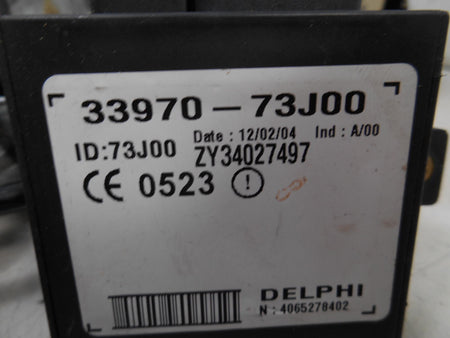 33970-73J00
Date : 12/02/04 Ind : A/00
ID:73J00 ZY34027497
CE 0523 !
DELPHI
N : 4065278402